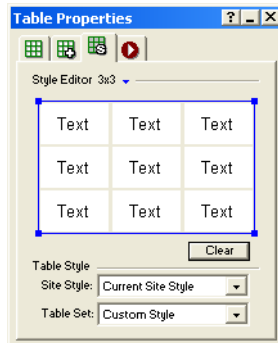 Table Properties
Style Editor 3x3
Text Text Text
Text Text Text
Text Text Text
Clear
Table Style
Site Style: Current Site Style
Table Set: Custom Style